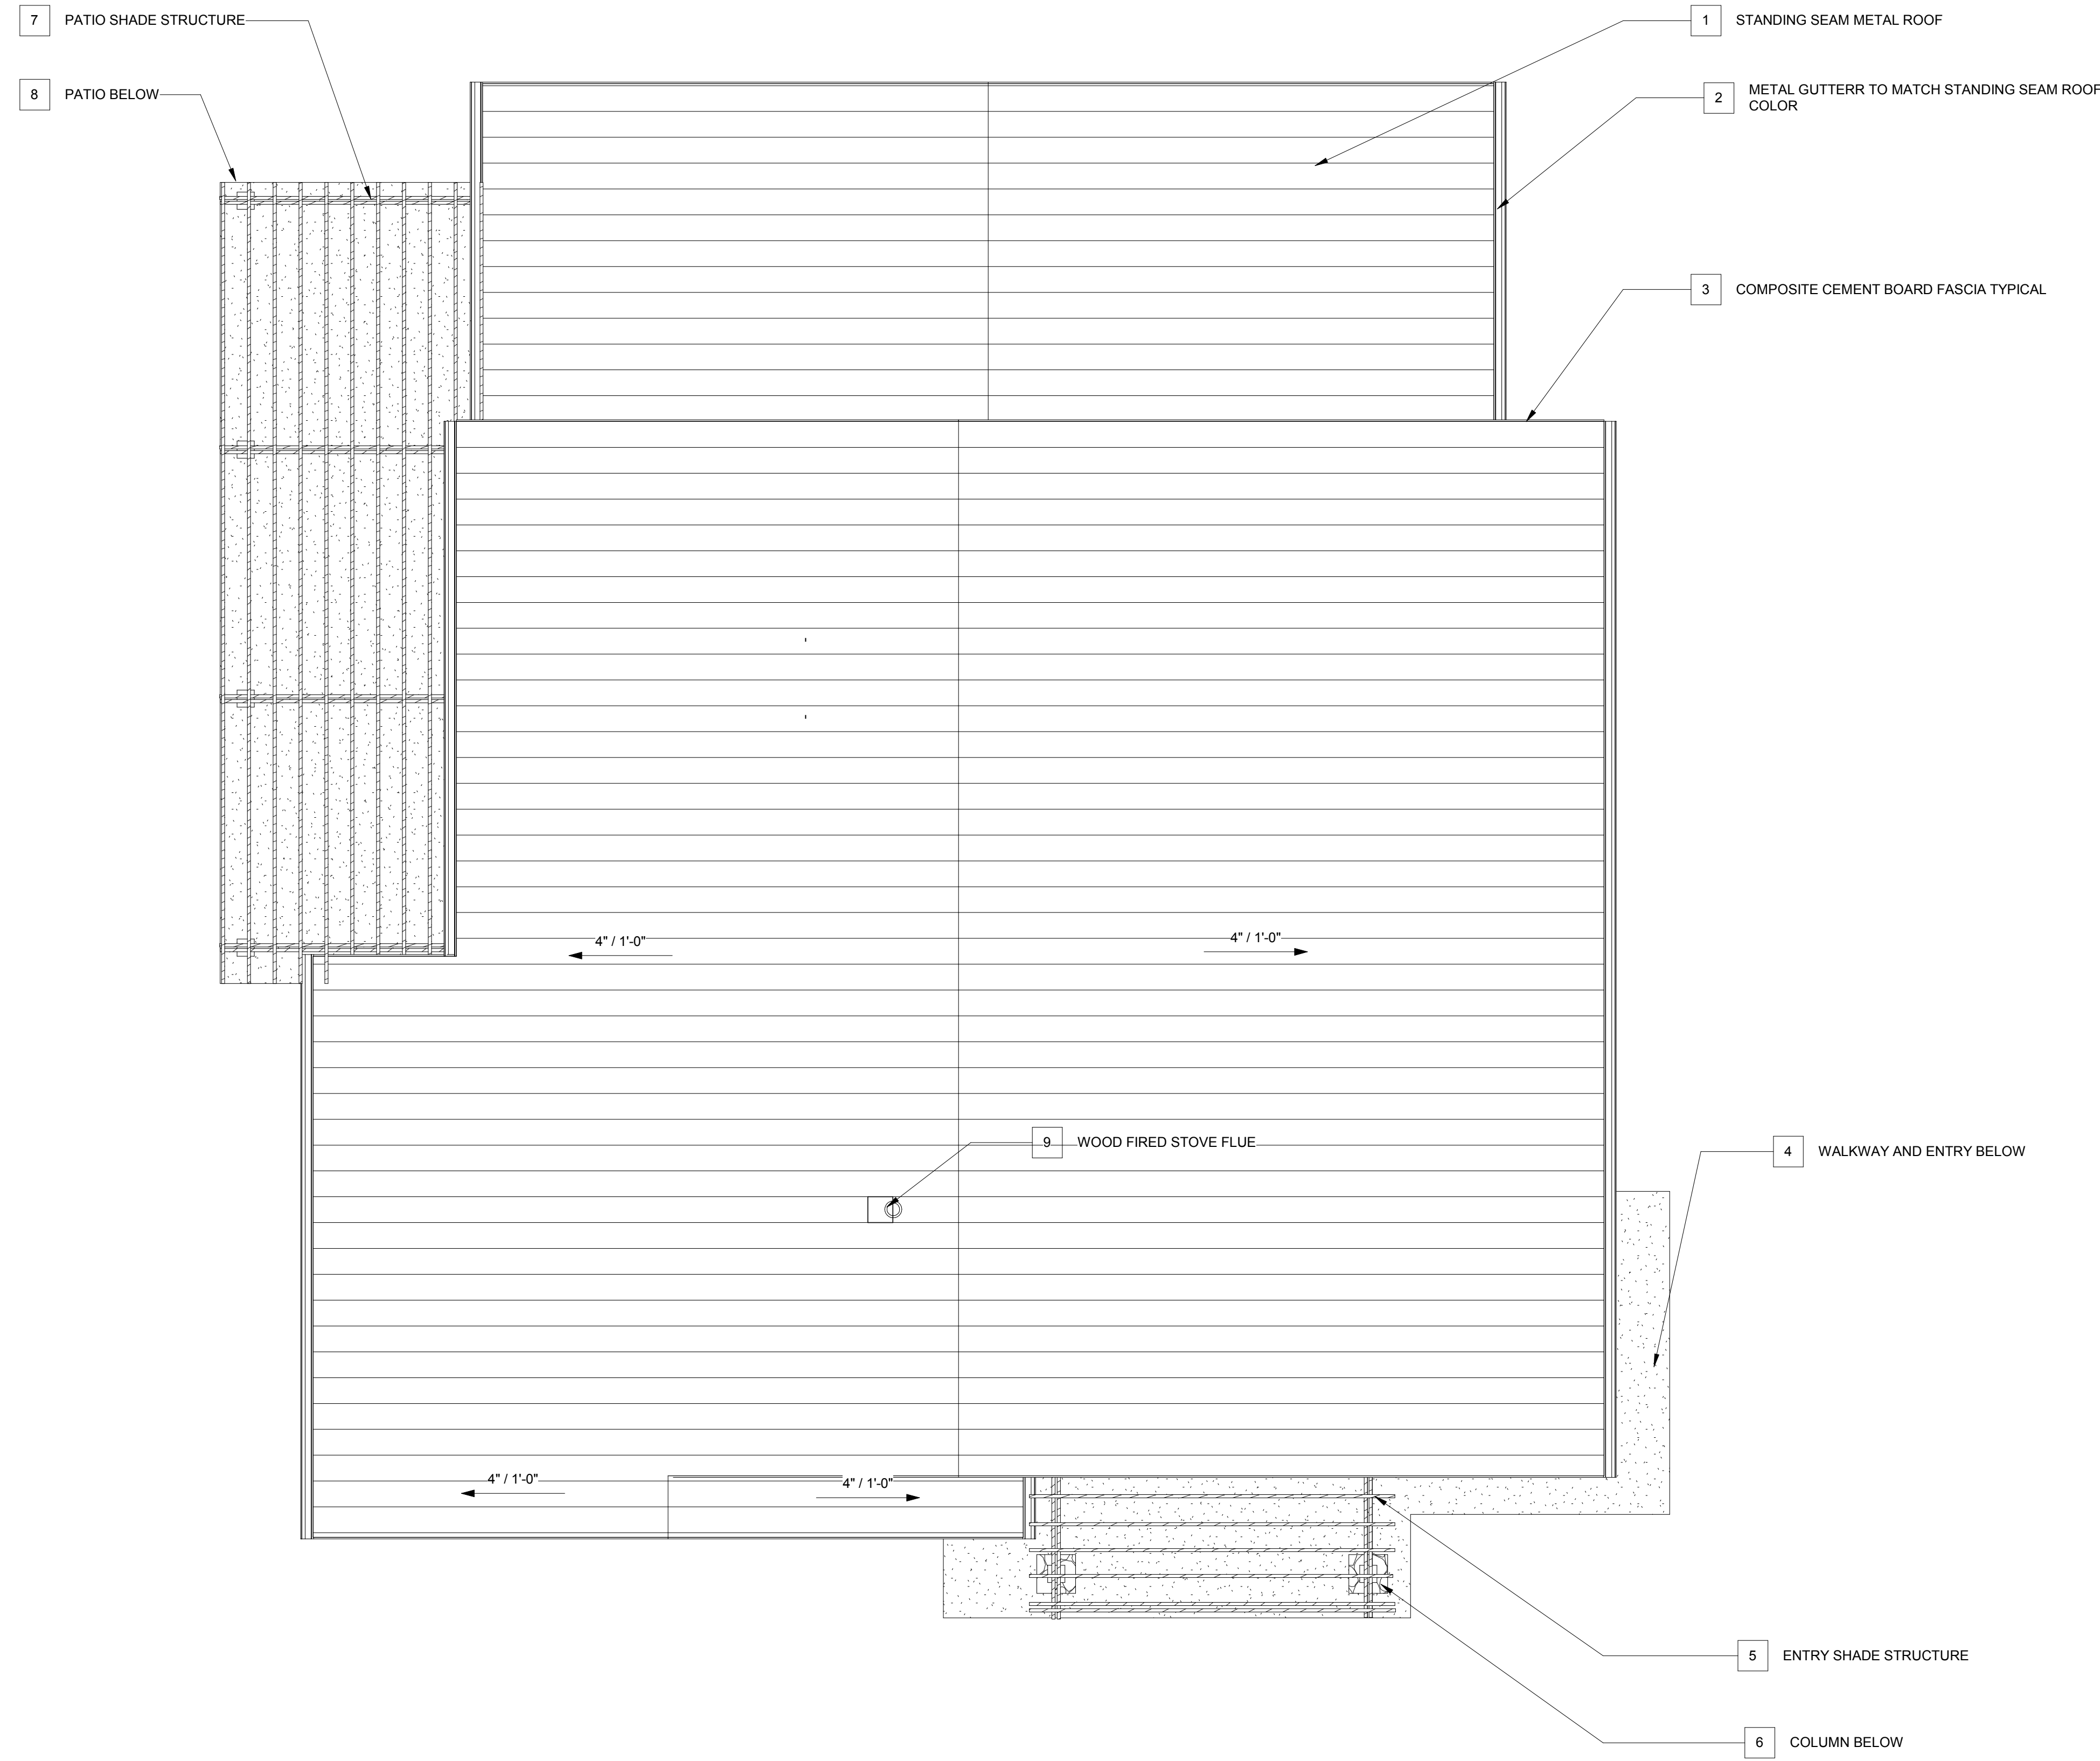 7 PATIO SHADE STRUCTURE
1 STANDING SEAM METAL ROOF
8 PATIO BELOW
2 METAL GUTTERR TO MATCH STANDING SEAM ROOF
COLOR
3 COMPOSITE CEMENT BOARD FASCIA TYPICAL
4" / 1'-0"
4" / 1'-0"
9 WOOD FIRED STOVE FLUE
4 WALKWAY AND ENTRY BELOW
4" / 1'-0"
4" / 1'-0"
5 ENTRY SHADE STRUCTURE
6 COLUMN BELOW